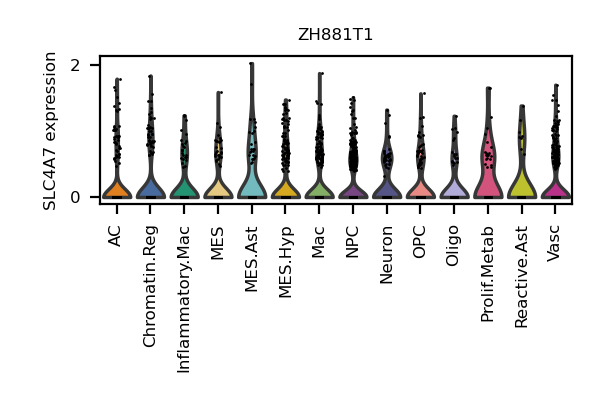 ZH881T1
SLC4A7 expression
2
0
AC
Chromatin.Reg
Inflammatory.Mac
MES
MES.Ast
MES.Hyp
Mac
NPC
Neuron
OPC
Oligo
Prolif.Metab
Reactive.Ast
Vasc